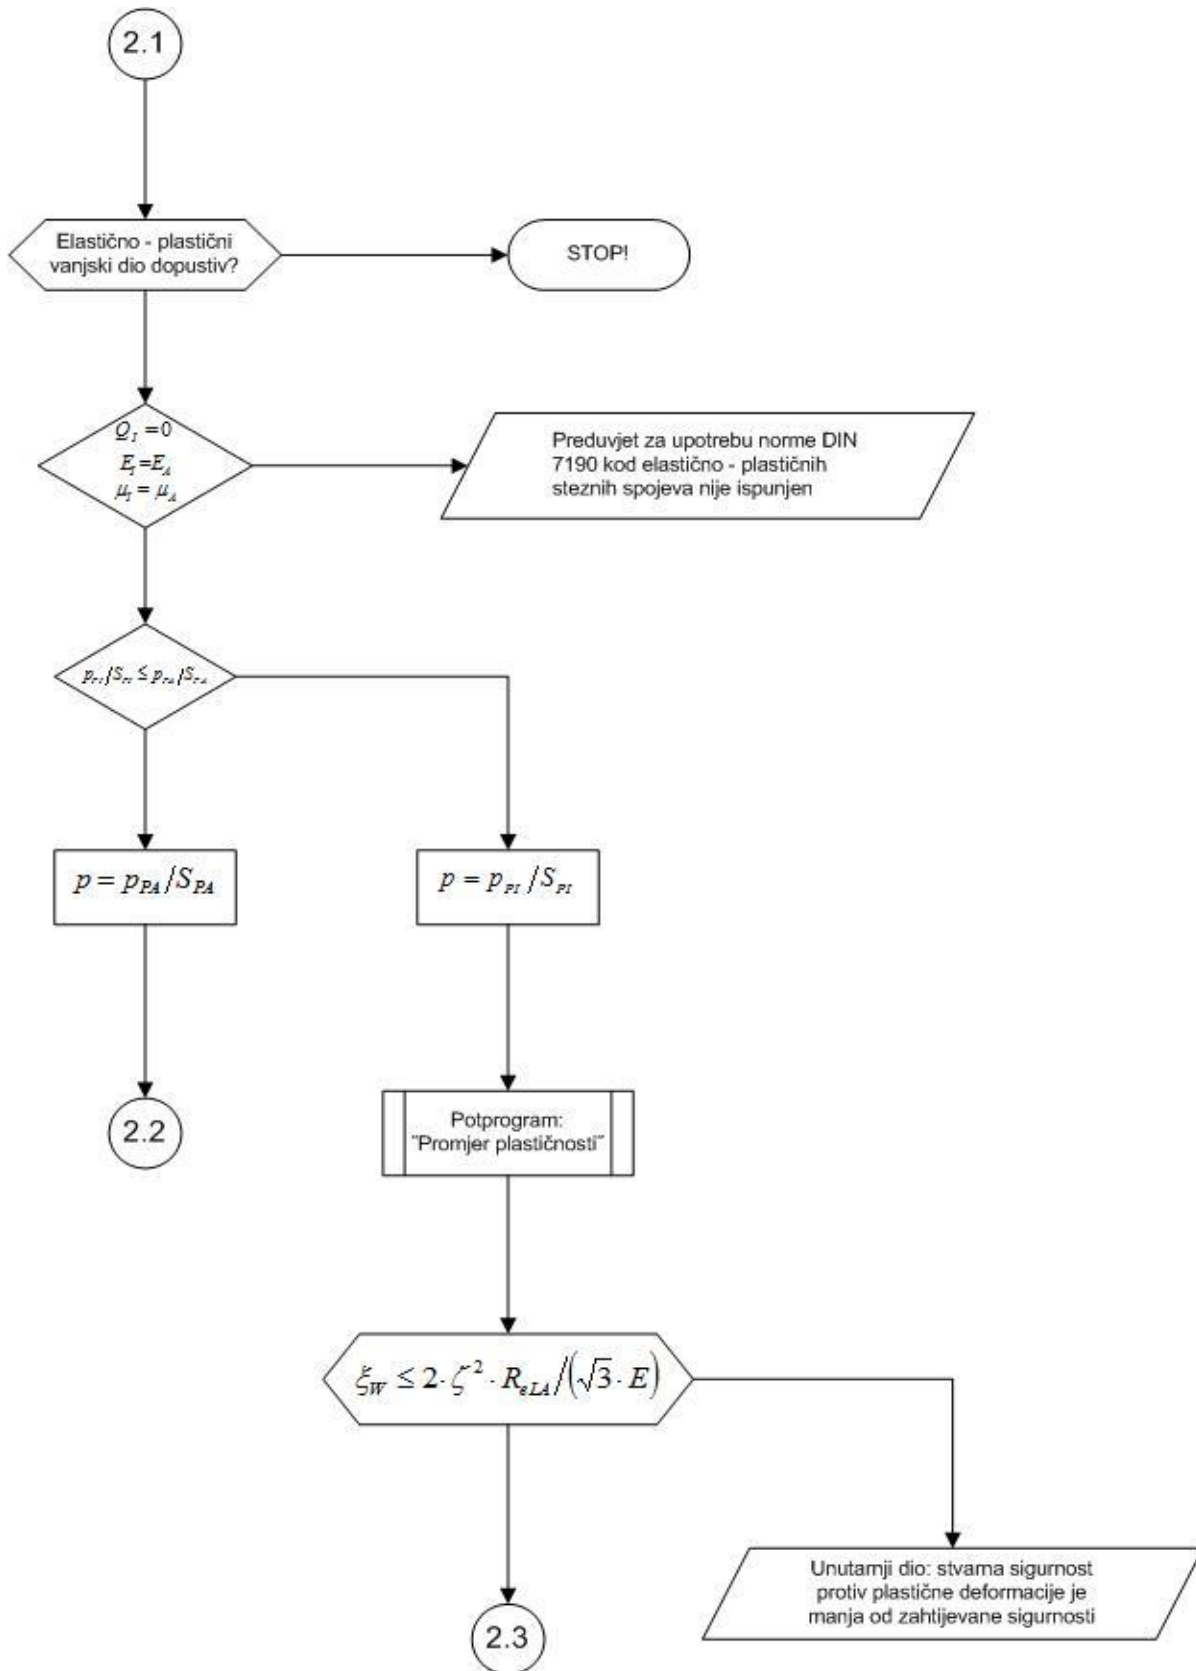 2.1
Elastično - plastični
vanjski dio dopustiv?
STOP!
Q_I = 0
E_I = E_A
μ_I = μ_A
Preduvjet za upotrebu norme DIN
7190 kod elastično - plastičnih
steznih spojeva nije ispunjen
p_PI/S_PI ≤ p_PA/S_PA
p = p_PA/S_PA
p = p_PI/S_PI
2.2
Potprogram:
˝Promjer plastičnosti˝
ξ_W ≤ 2 · ζ² · R_eLA/(√3 · E)
Unutarnji dio: stvarna sigurnost
protiv plastične deformacije je
manja od zahtijevane sigurnosti
2.3